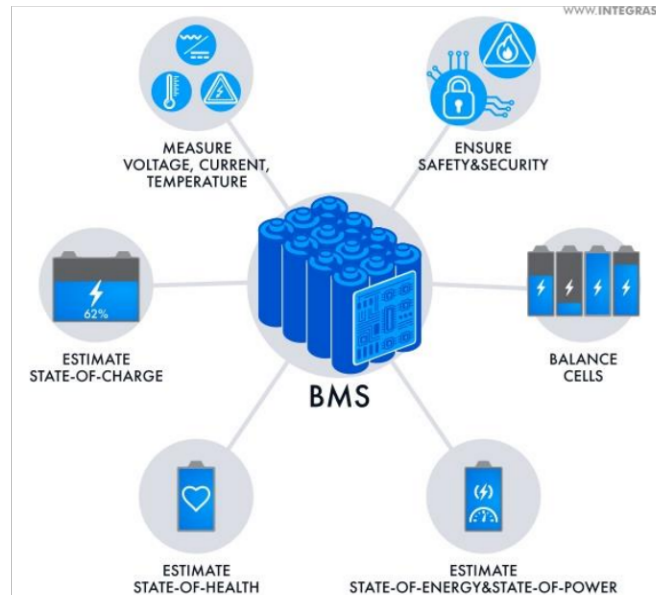 WWW.INTEGRAS
MEASURE
VOLTAGE, CURRENT,
TEMPERATURE
ENSURE
SAFETY&SECURITY
62%
ESTIMATE
STATE-OF-CHARGE
BALANCE
CELLS
BMS
ESTIMATE
STATE-OF-HEALTH
ESTIMATE
STATE-OF-ENERGY&STATE-OF-POWER